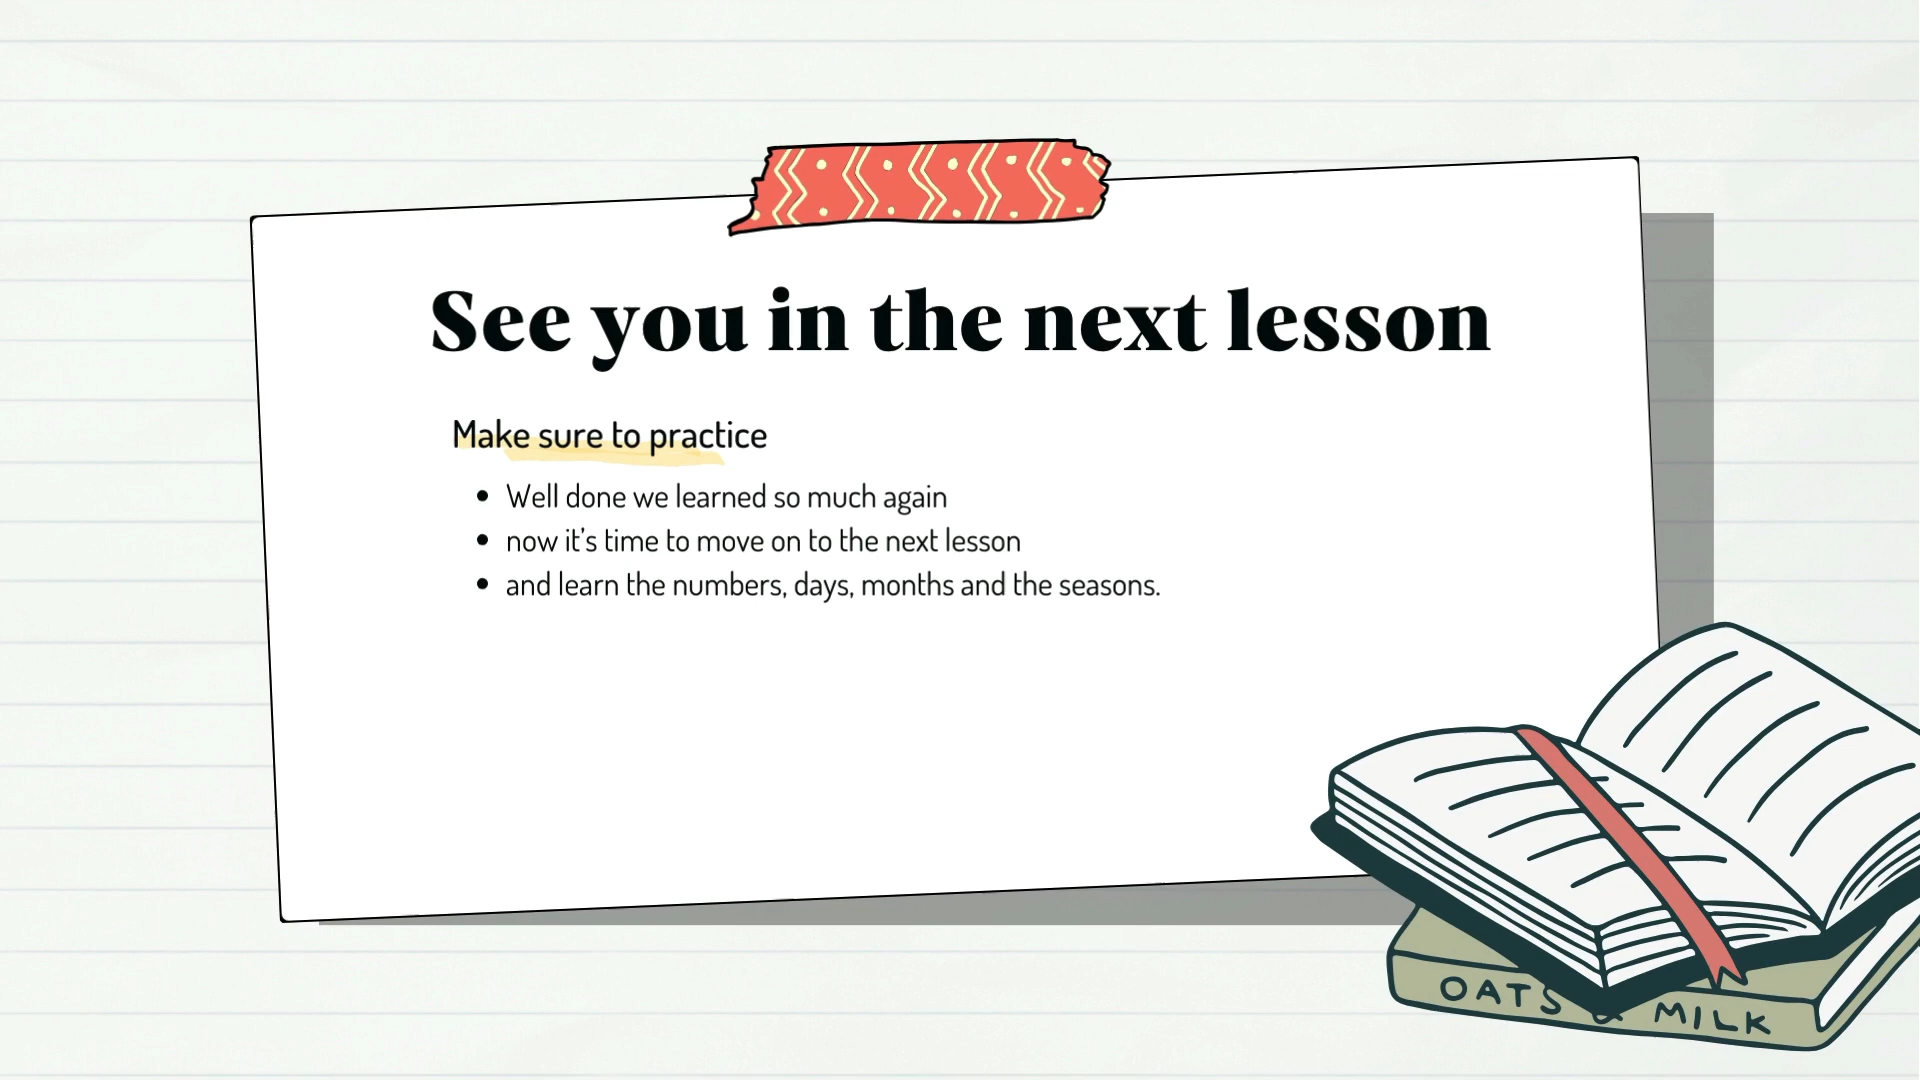 See you in the next lesson
Make sure to practice
Well done we learned so much again
now it's time to move on to the next lesson
and learn the numbers, days, months and the seasons.
OATS & MILK